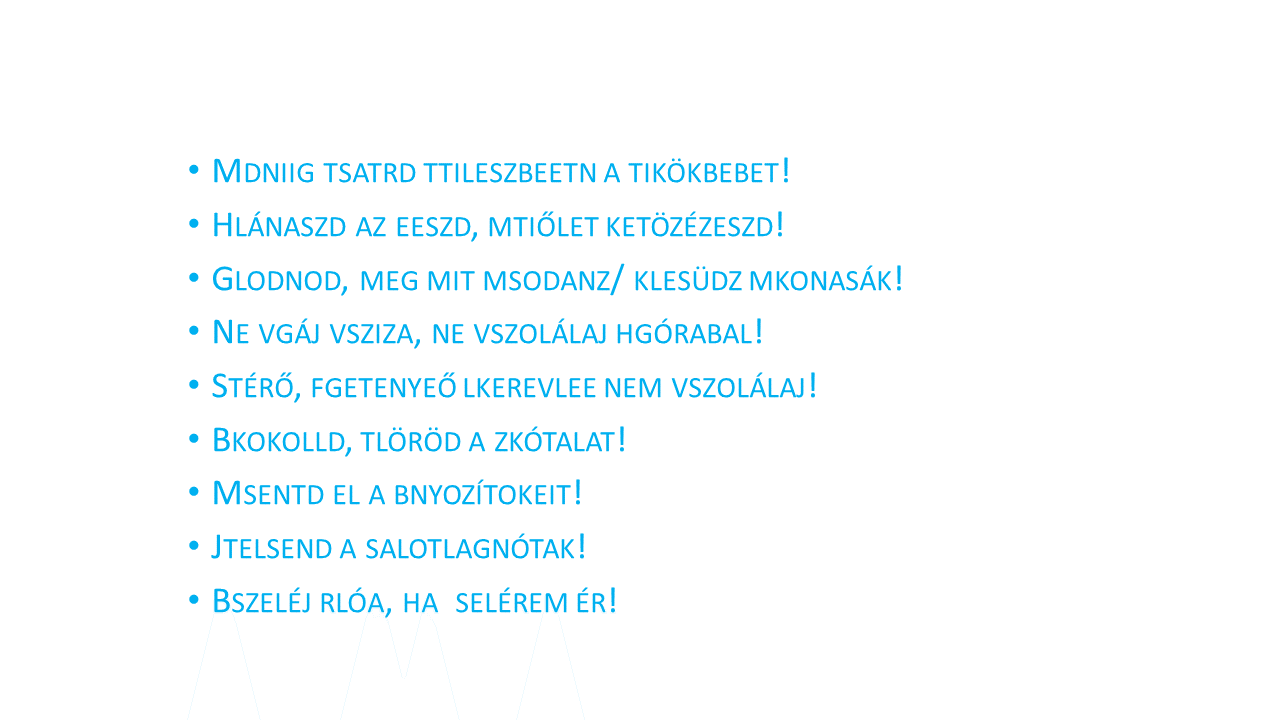 • Mdniig tsatrd ttileszbeetn a tikökbebet!
• Hlánaszd az eeszd, mtiőlet ketözézeszd!
• Glodnod, meg mit msodanz/ klesüdz mkonasák!
• Ne vgáj vsziza, ne vszolálaj hgórabal!
• Stérő, fgetenyeő lkerevlee nem vszolálaj!
• Bkokolld, tlöröd a zkótalat!
• Msentd el a bnyozítokeit!
• Jtelsend a salotlagnótak!
• Bszeléj rlóa, ha selérem ér!